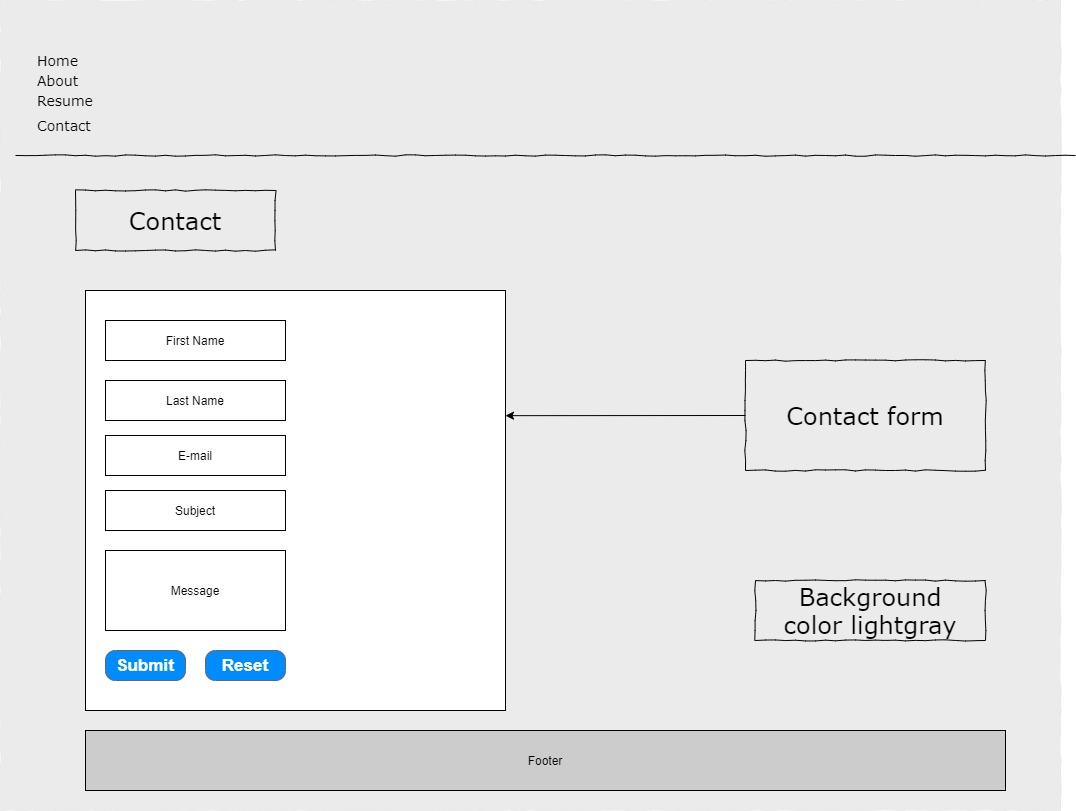 Home
About
Resume
Contact
Contact
First Name
Last Name
E-mail
Subject
Message
Submit Reset
Contact form
Background
color lightgray
Footer